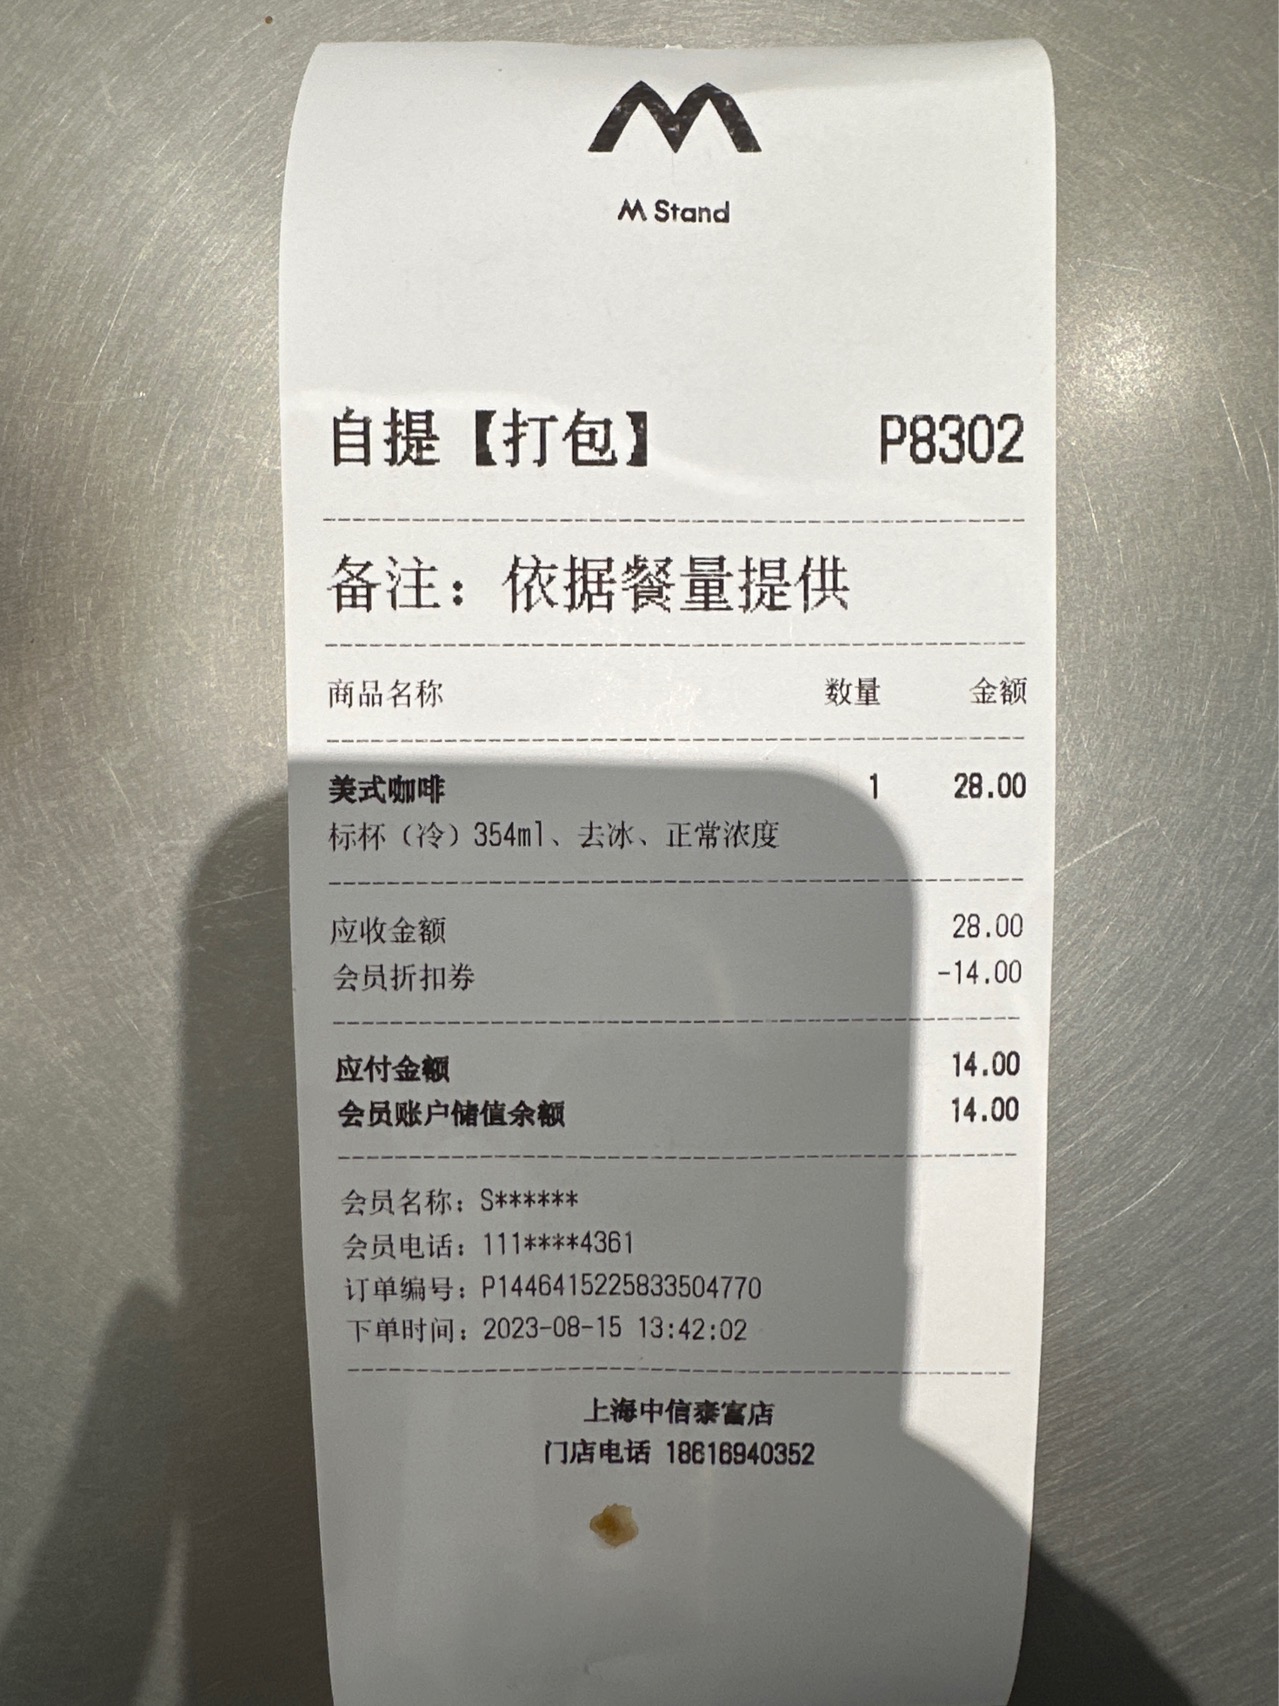 M Stand
自提【打包】 P8302
备注：依据餐量提供
商品名称 数量 金额
美式咖啡 1 28.00
标杯（冷）354ml、去冰、正常浓度
应收金额 28.00
会员折扣券 -14.00
应付金额 14.00
会员账户储值余额 14.00
会员名称：S******
会员电话：111****4361
订单编号：P1446415225833504770
下单时间：2023-08-15 13:42:02
上海中信泰富店
门店电话 18616940352